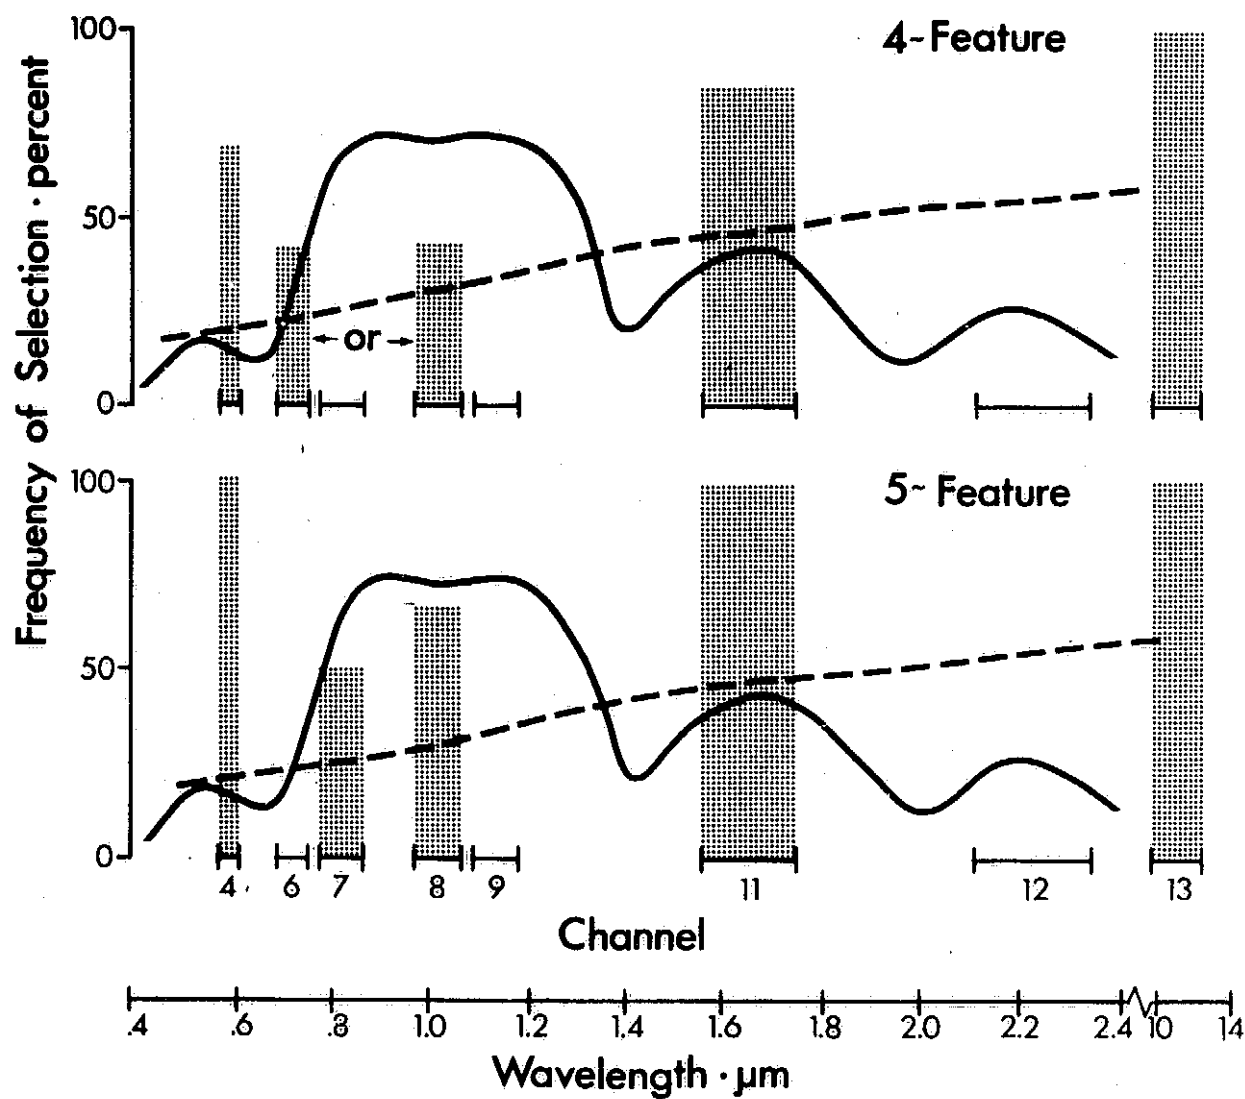 Frequency of Selection · percent
4-Feature
100
50
0
←or→
5~ Feature
100
50
0
4 6 7 8 9 11 12 13
Channel
.4 .6 .8 1.0 1.2 1.4 1.6 1.8 2.0 2.2 2.4 10 14
Wavelength · μm